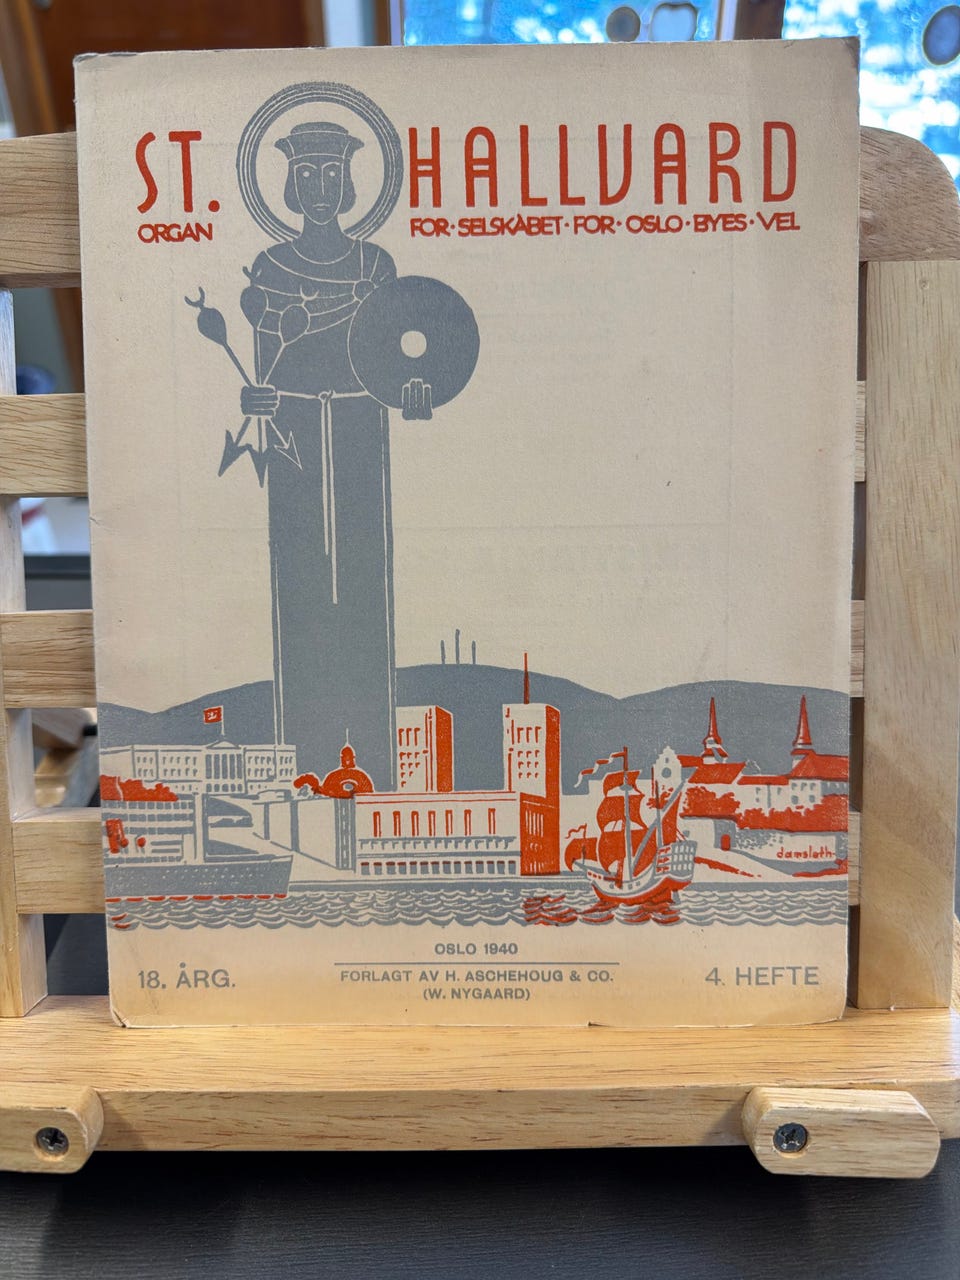 ST. HALLVARD
ORGAN FOR·SELSKABET·FOR·OSLO·BYES·VEL
damsleth.
OSLO 1940
18. ÅRG.
FORLAGT AV H. ASCHEHOUG & CO.
(W. NYGAARD)
4. HEFTE